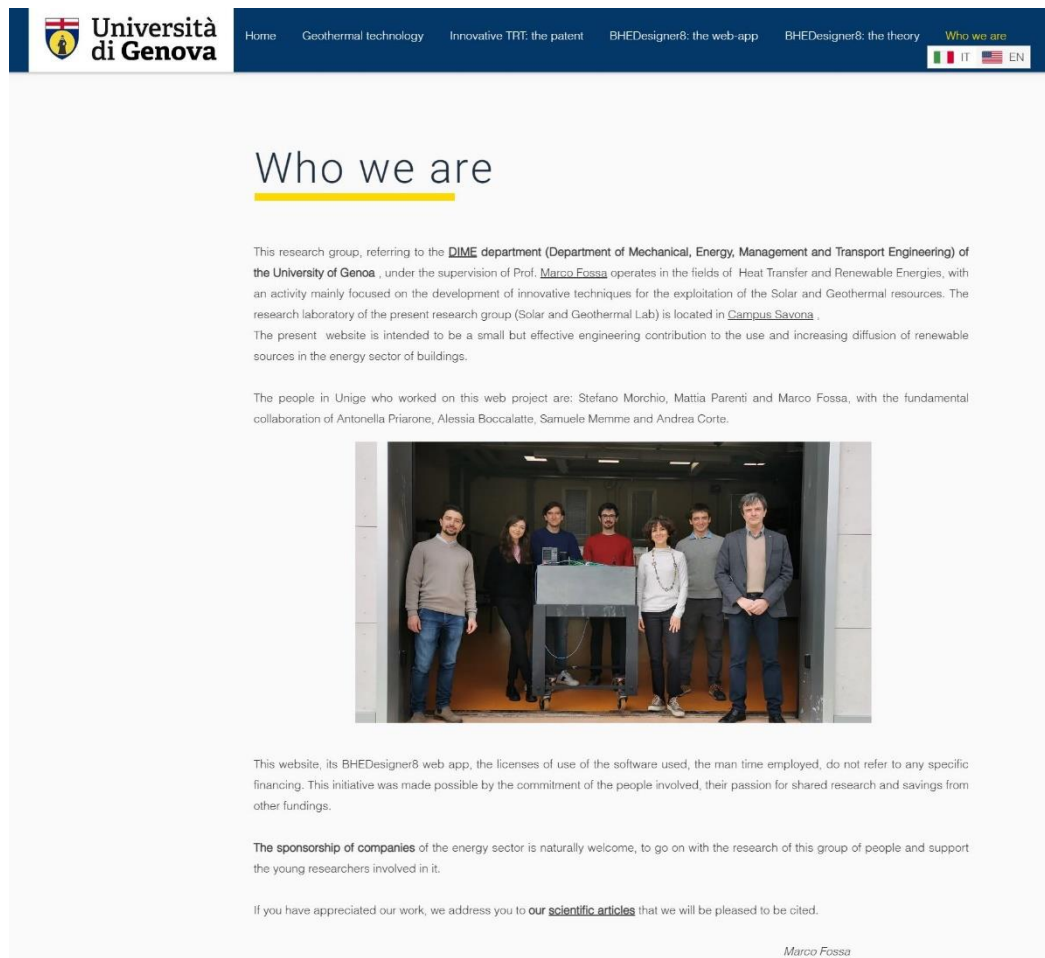 Università
di Genova
Home Geothermal technology Innovative TRT: the patent BHEDesigner8: the web-app BHEDesigner8: the theory Who we are
IT EN
Who we are
This research group, referring to the DIME department (Department of Mechanical, Energy, Management and Transport Engineering) of
the University of Genoa , under the supervision of Prof. Marco Fossa operates in the fields of Heat Transfer and Renewable Energies, with
an activity mainly focused on the development of innovative techniques for the exploitation of the Solar and Geothermal resources. The
research laboratory of the present research group (Solar and Geothermal Lab) is located in Campus Savona .
The present website is intended to be a small but effective engineering contribution to the use and increasing diffusion of renewable
sources in the energy sector of buildings.
The people in Unige who worked on this web project are: Stefano Morchio, Mattia Parenti and Marco Fossa, with the fundamental
collaboration of Antonella Priarone, Alessia Boccalatte, Samuele Memme and Andrea Corte.
This website, its BHEDesigner8 web app, the licenses of use of the software used, the man time employed, do not refer to any specific
financing. This initiative was made possible by the commitment of the people involved, their passion for shared research and savings from
other fundings.
The sponsorship of companies of the energy sector is naturally welcome, to go on with the research of this group of people and support
the young researchers involved in it.
If you have appreciated our work, we address you to our scientific articles that we will be pleased to be cited.
Marco Fossa